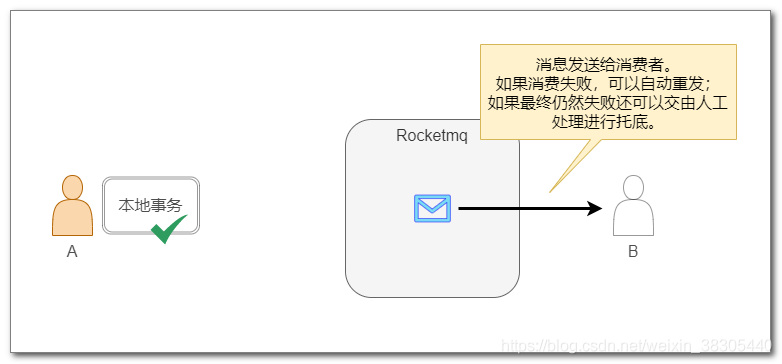 消息发送给消费者。
如果消费失败，可以自动重发；
如果最终仍然失败还可以交由人工
处理进行托底。
Rocketmq
本地事务
A
B
https://blog.csdn.net/weixin_38305440